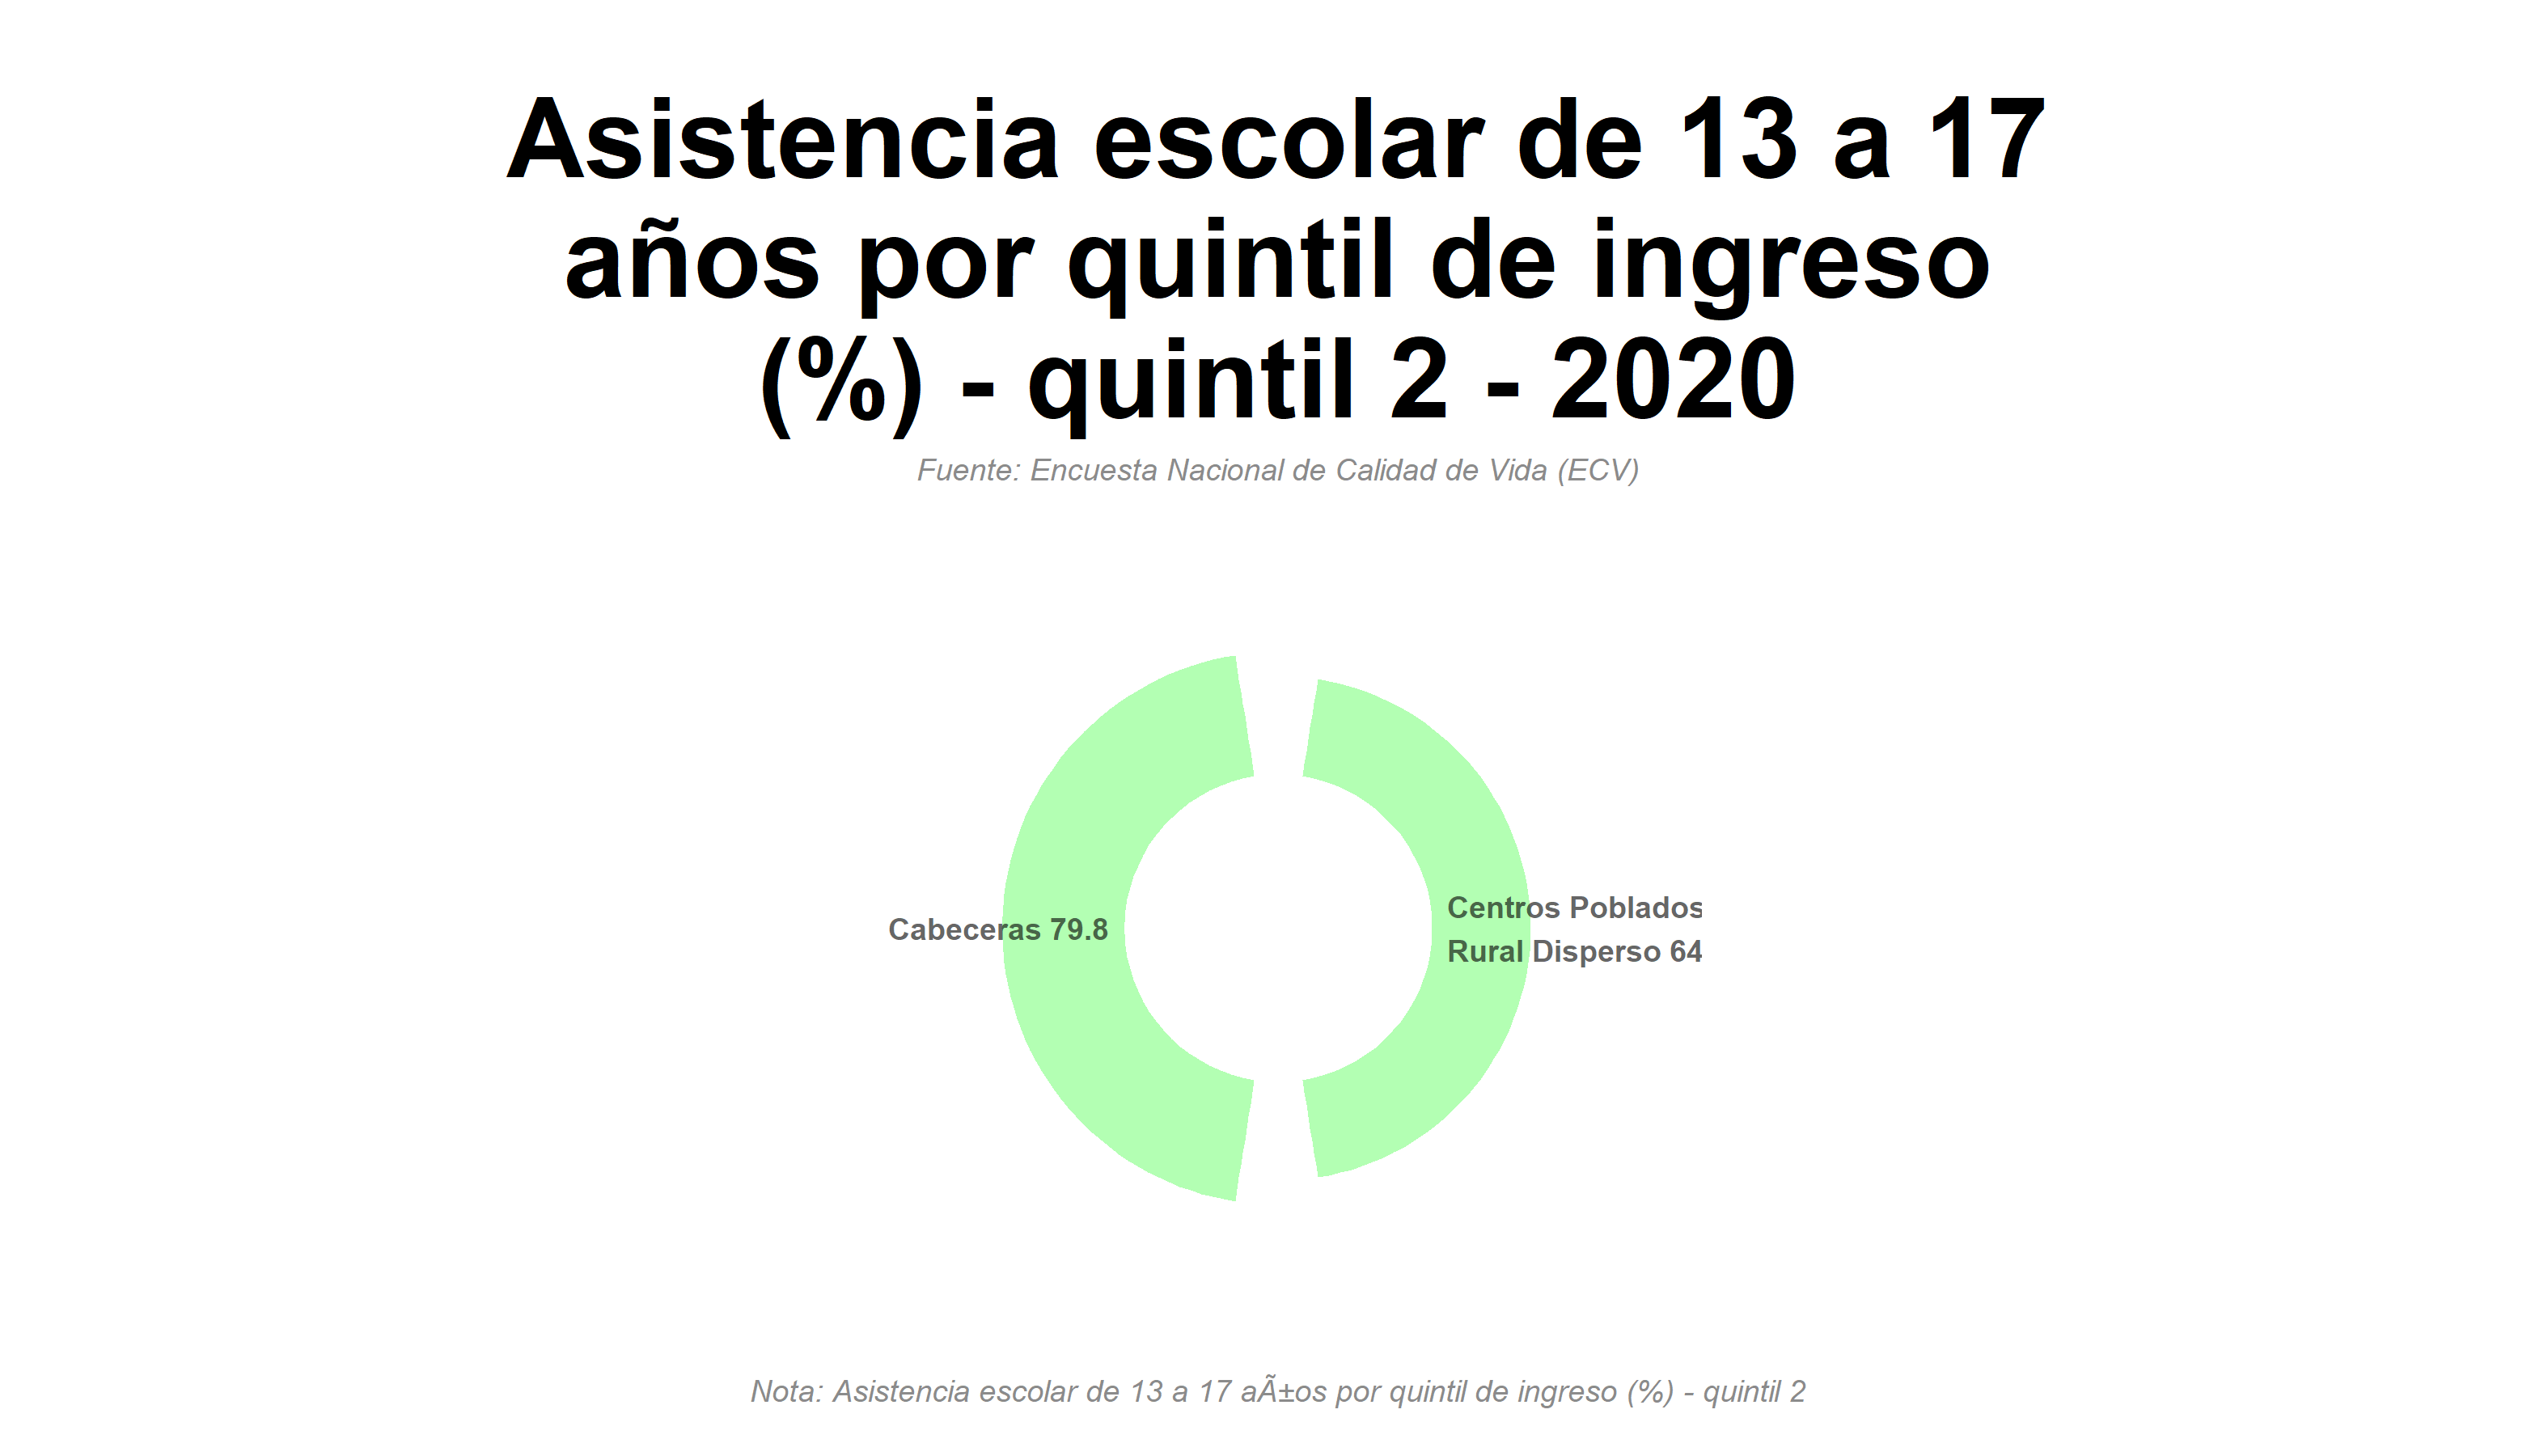 Asistencia escolar de 13 a 17
años por quintil de ingreso
(%) - quintil 2 - 2020
Fuente: Encuesta Nacional de Calidad de Vida (ECV)
Cabeceras 79.8
Centros Poblados
Rural Disperso 64
Nota: Asistencia escolar de 13 a 17 aÃ±os por quintil de ingreso (%) - quintil 2